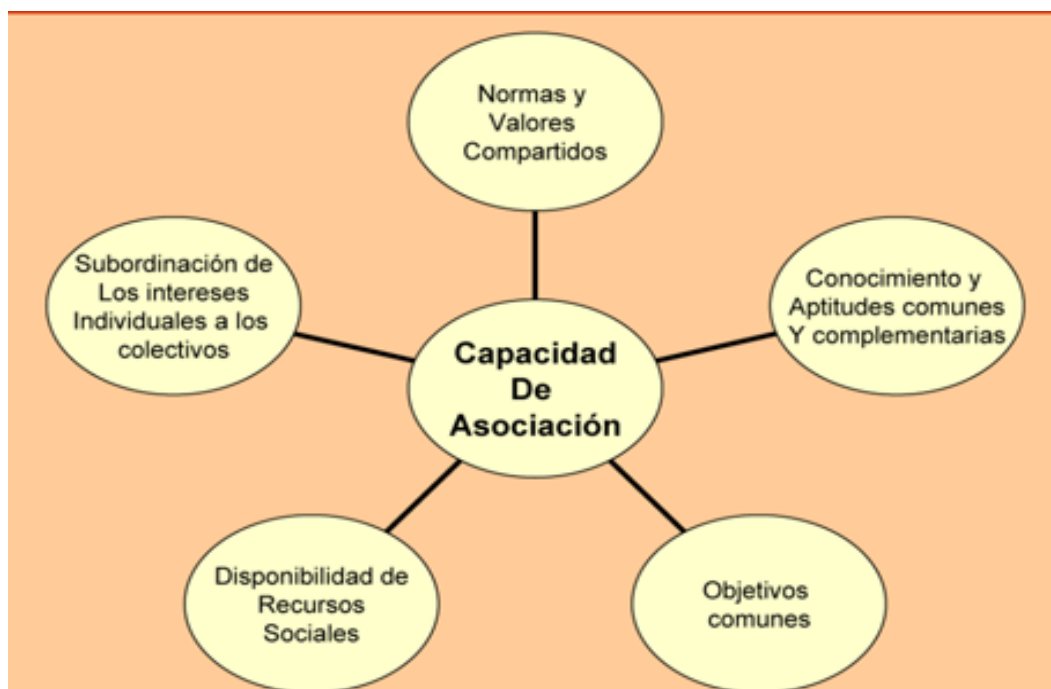 Normas y
Valores
Compartidos
Subordinación de
Los intereses
Individuales a los
colectivos
Conocimiento y
Aptitudes comunes
Y complementarias
Capacidad
De
Asociación
Disponibilidad de
Recursos
Sociales
Objetivos
comunes